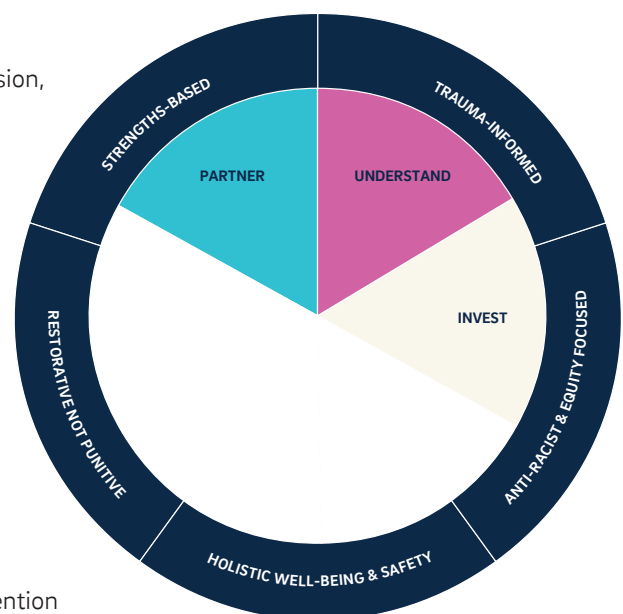 sion,
STRENGTHS-BASED
TRAUMA-INFORMED
PARTNER
UNDERSTAND
INVEST
RESTORATIVE NOT PUNITIVE
ANTI-RACIST & EQUITY FOCUSED
HOLISTIC WELL-BEING & SAFETY
ention